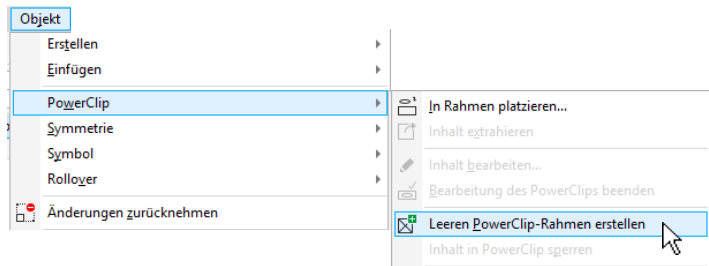 Objekt
Erstellen
Einfügen
PowerClip
Symmetrie
Symbol
Rollover
Änderungen zurücknehmen
In Rahmen platzieren...
Inhalt extrahieren
Inhalt bearbeiten...
Bearbeitung des PowerClips beenden
Leeren PowerClip-Rahmen erstellen
Inhalt in PowerClip sperren